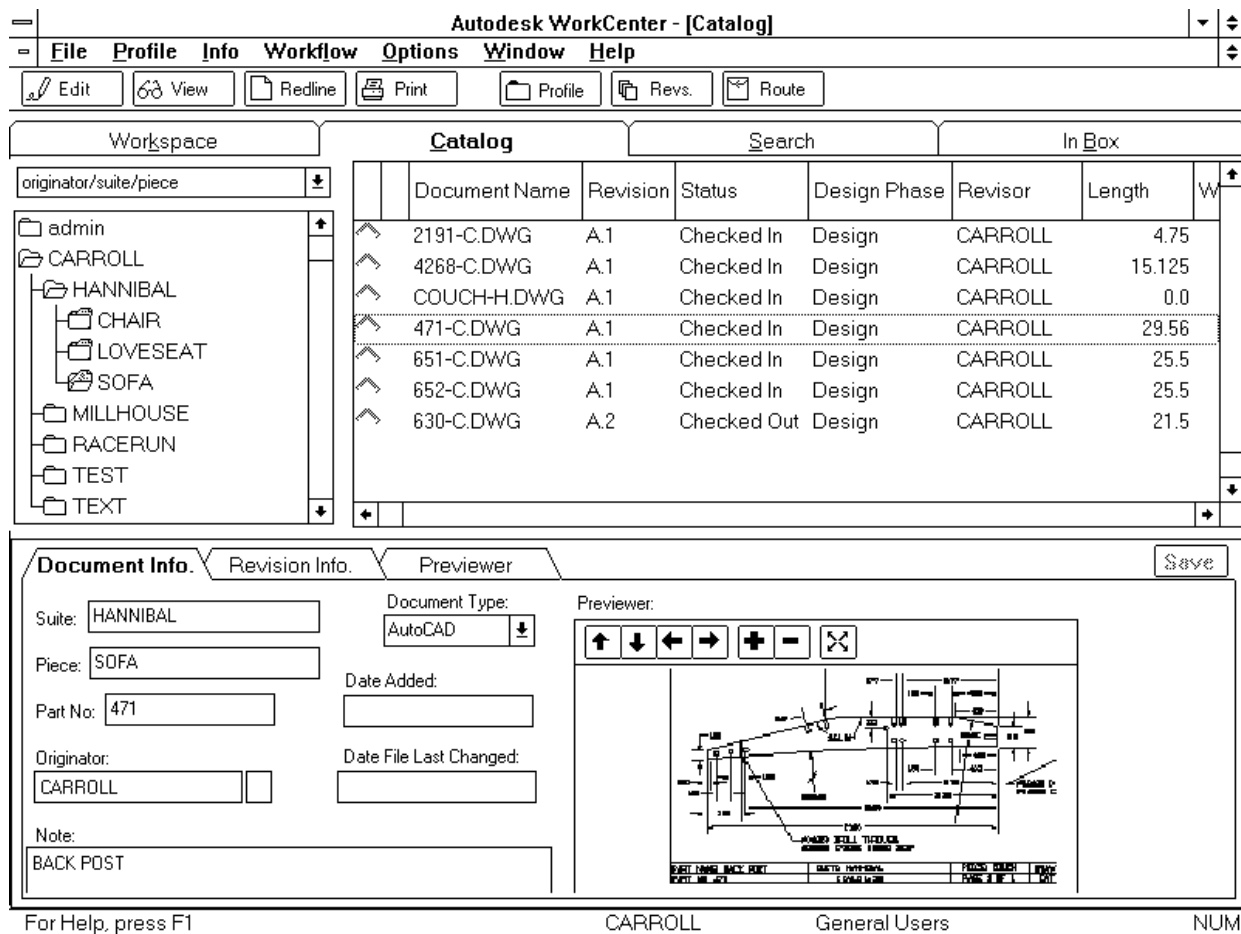 Autodesk WorkCenter - [Catalog]
File Profile Info Workflow Options Window Help
Edit View Redline Print Profile Revs. Route
Workspace Catalog Search In Box
originator/suite/piece
admin
CARROLL
HANNIBAL
CHAIR
LOVESEAT
SOFA
MILLHOUSE
RACERUN
TEST
TEXT
Document Name Revision Status Design Phase Revisor Length W
2191-C.DWG A.1 Checked In Design CARROLL 4.75
4268-C.DWG A.1 Checked In Design CARROLL 15.125
COUCH-H.DWG A.1 Checked In Design CARROLL 0.0
471-C.DWG A.1 Checked In Design CARROLL 29.56
651-C.DWG A.1 Checked In Design CARROLL 25.5
652-C.DWG A.1 Checked In Design CARROLL 25.5
630-C.DWG A.2 Checked Out Design CARROLL 21.5
Document Info. Revision Info. Previewer Save
Suite: HANNIBAL
Piece: SOFA
Part No: 471
Originator:
CARROLL
Note:
BACK POST
Document Type:
AutoCAD
Date Added:
Date File Last Changed:
Previewer:
PART NAME BACK POST
PART NO 471
For Help, press F1 CARROLL General Users NUM